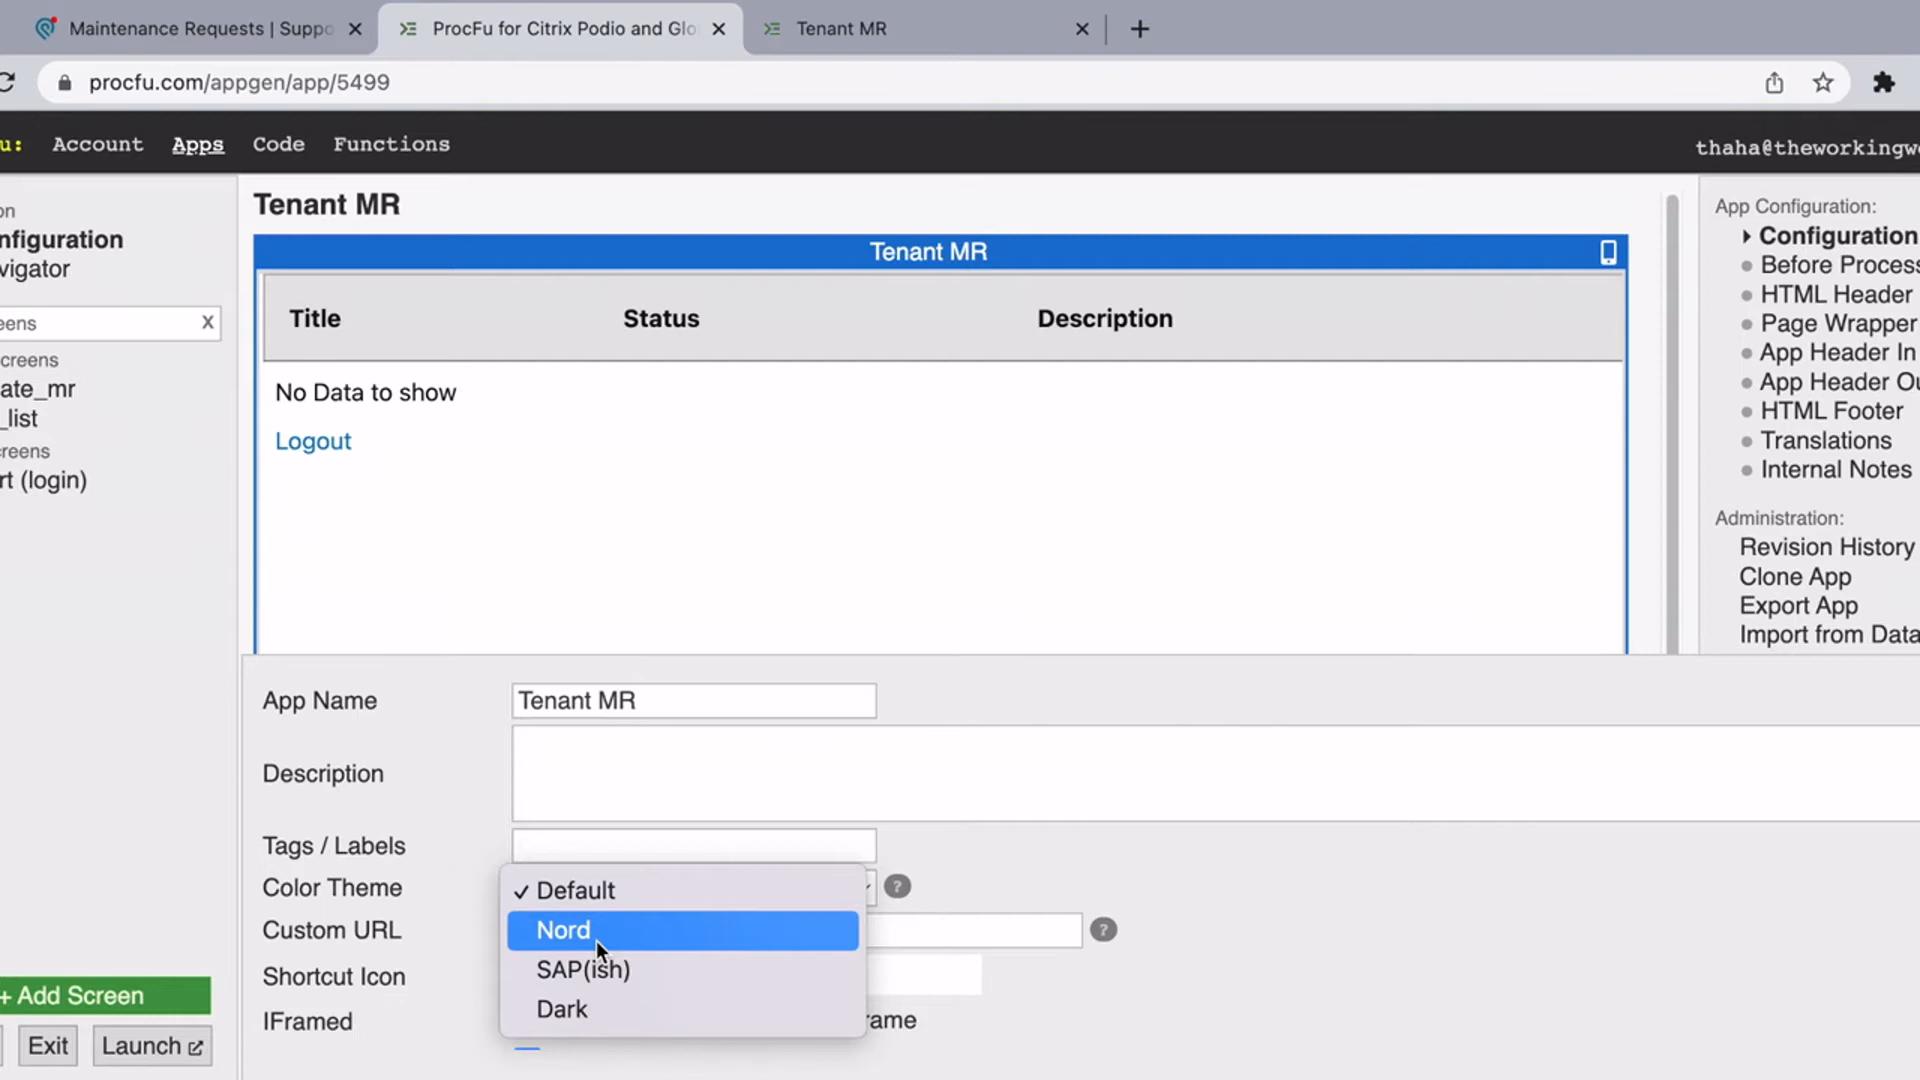 Maintenance Requests | Suppo
ProcFu for Citrix Podio and Glo
Tenant MR
procfu.com/appgen/app/5499
u: Account Apps Code Functions
thaha@theworkingwe
on
nfiguration
vigator
eens X
creens
ate_mr
_list
creens
rt (login)
+ Add Screen
Exit Launch
Tenant MR
Tenant MR
Title Status Description
No Data to show
Logout
App Name Tenant MR
Description
Tags / Labels
Color Theme
Custom URL
Shortcut Icon
IFramed
✓ Default
Nord
SAP(ish)
Dark
?
?
rame
App Configuration:
Configuration
Before Process
HTML Header
Page Wrapper
App Header In
App Header Ou
HTML Footer
Translations
Internal Notes
Administration:
Revision History
Clone App
Export App
Import from Data